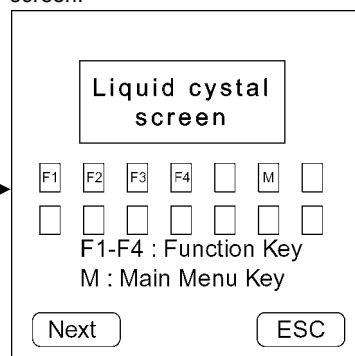 screen.
Liquid cystal
screen
F1 F2 F3 F4 M
F1-F4 : Function Key
M : Main Menu Key
Next ESC